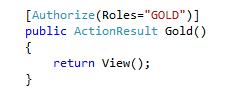 [Authorize(Roles="GOLD")]
public ActionResult Gold()
{
    return View();
}